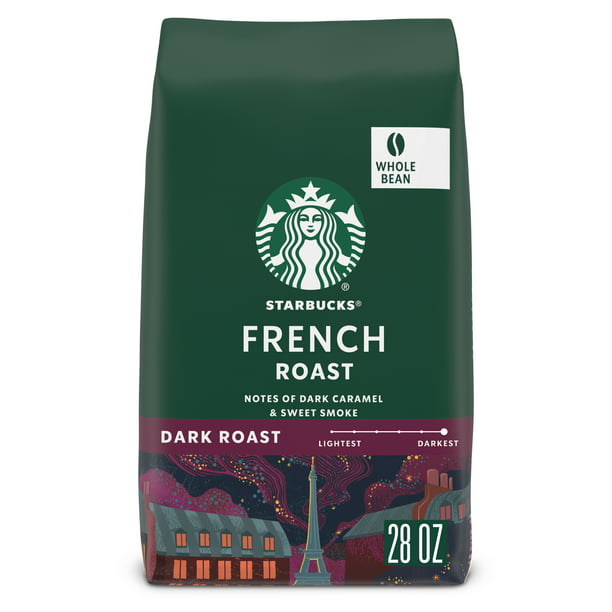 WHOLE
BEAN
STARBUCKS®
FRENCH
ROAST
NOTES OF DARK CARAMEL
& SWEET SMOKE
DARK ROAST
LIGHTEST DARKEST
28 OZ